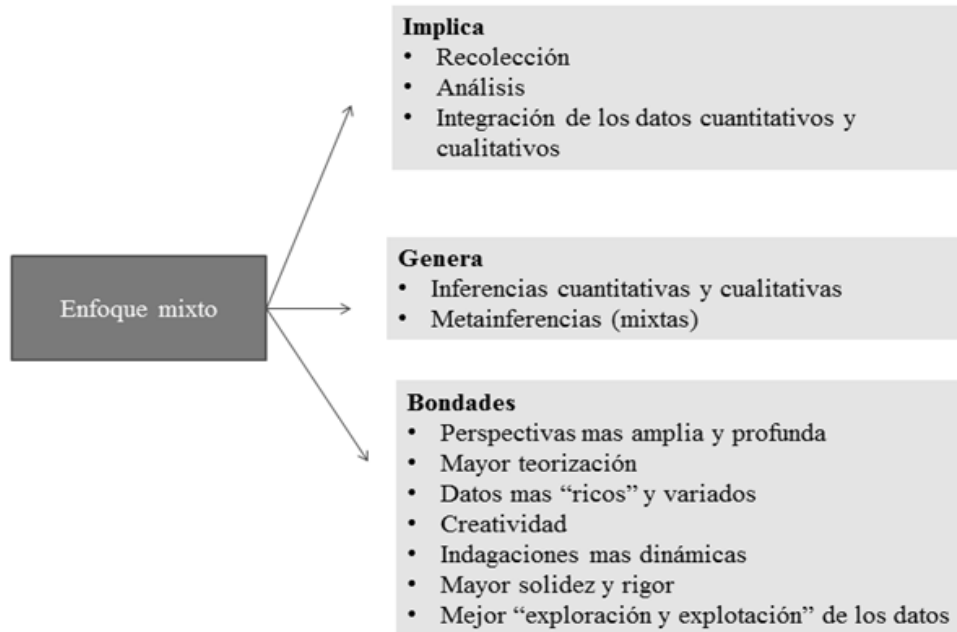 Implica
• Recolección
• Análisis
• Integración de los datos cuantitativos y
cualitativos
Enfoque mixto
Genera
• Inferencias cuantitativas y cualitativas
• Metainferencias (mixtas)
Bondades
• Perspectivas mas amplia y profunda
• Mayor teorización
• Datos mas “ricos” y variados
• Creatividad
• Indagaciones mas dinámicas
• Mayor solidez y rigor
• Mejor “exploración y explotación” de los datos